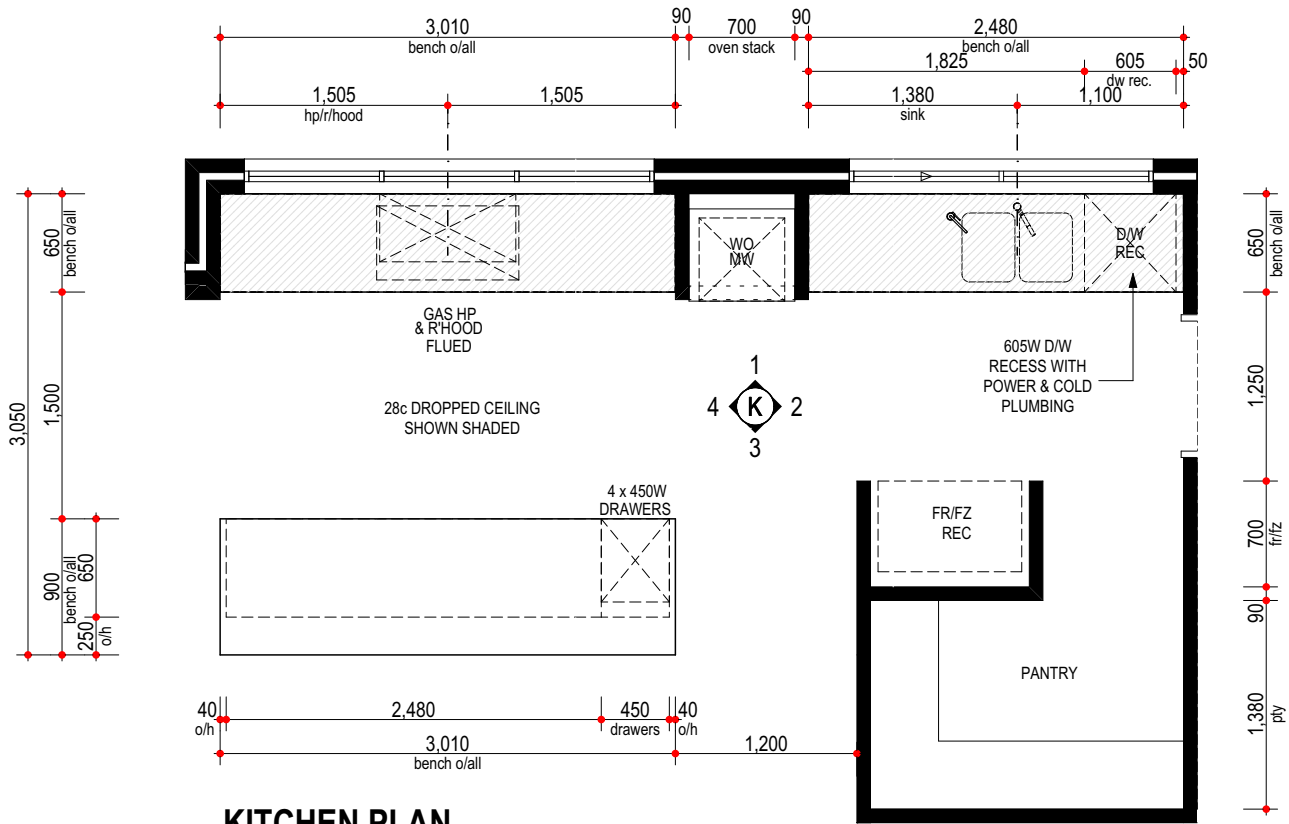 3,010
bench o/all
90
700
oven stack
90
2,480
bench o/all
1,825
605
dw rec.
50
1,505
hp/r/hood
1,505
1,380
sink
1,100
3,050
650
bench o/all
1,500
900
bench o/all
650
250
o/h
WO
MW
D/W
REC
GAS HP
& R'HOOD
FLUED
28c DROPPED CEILING
SHOWN SHADED
1
4
K
2
3
605W D/W
RECESS WITH
POWER & COLD
PLUMBING
4 x 450W
DRAWERS
FR/FZ
REC
PANTRY
650
bench o/all
1,250
700
fr/fz
90
1,380
pty
40
o/h
2,480
450
drawers
40
o/h
3,010
bench o/all
1,200
KITCHEN PLAN